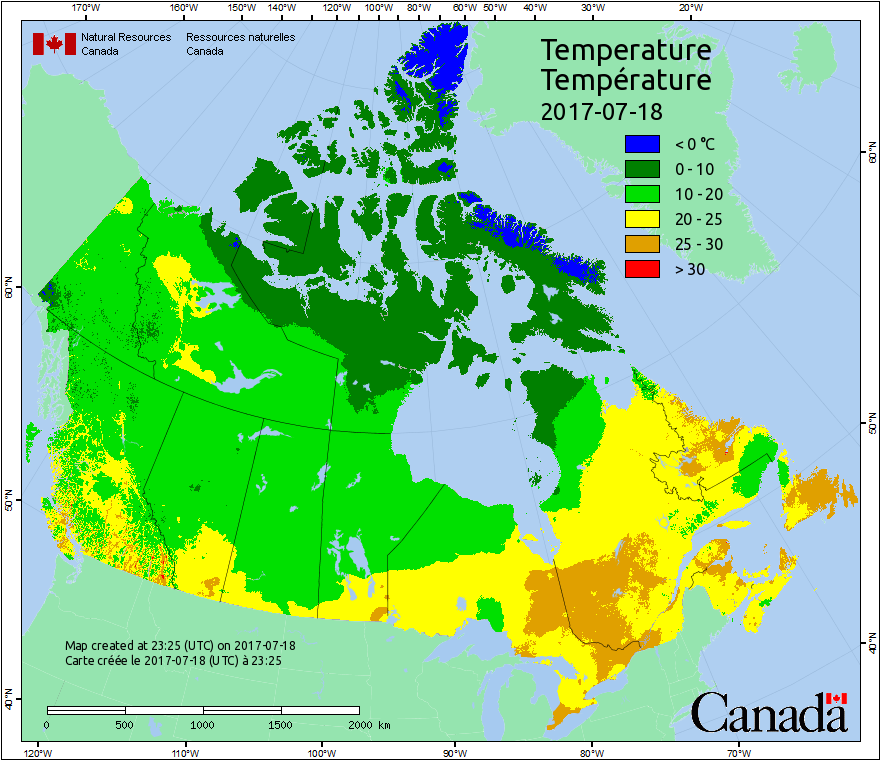 170°W 160°W 150°W 140°W 130°W 120°W 110°W 100°W 80°W 60°W 50°W 40°W 30°W 20°W
Natural Resources Ressources naturelles
Canada Canada
Temperature
Température
2017-07-18
< 0 °C
0 - 10
10 - 20
20 - 25
25 - 30
> 30
60°N
60°N
50°N
50°N
40°N
40°N
Map created at 23:25 (UTC) on 2017-07-18
Carte créée le 2017-07-18 (UTC) à 23:25
0 500 1000 1500 2000 km
Canada
120°W 110°W 100°W 90°W 80°W 70°W